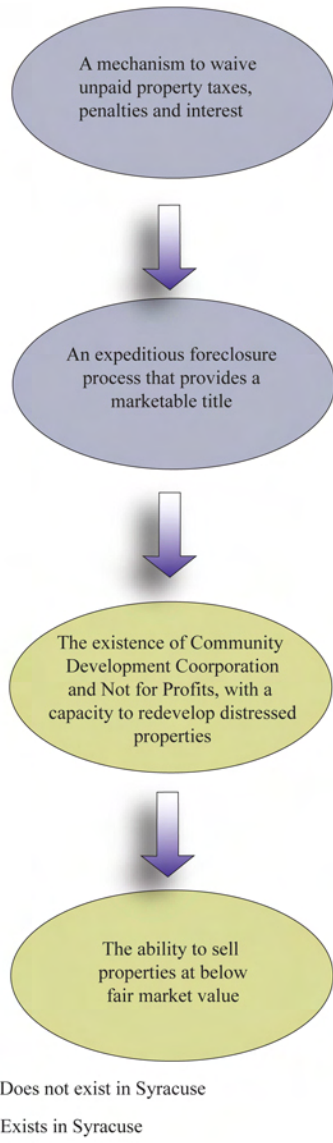 A mechanism to waive
unpaid property taxes,
penalties and interest
An expeditious foreclosure
process that provides a
marketable title
The existence of Community
Development Coorporation
and Not for Profits, with a
capacity to redevelop distressed
properties
The ability to sell
properties at below
fair market value
Does not exist in Syracuse
Exists in Syracuse